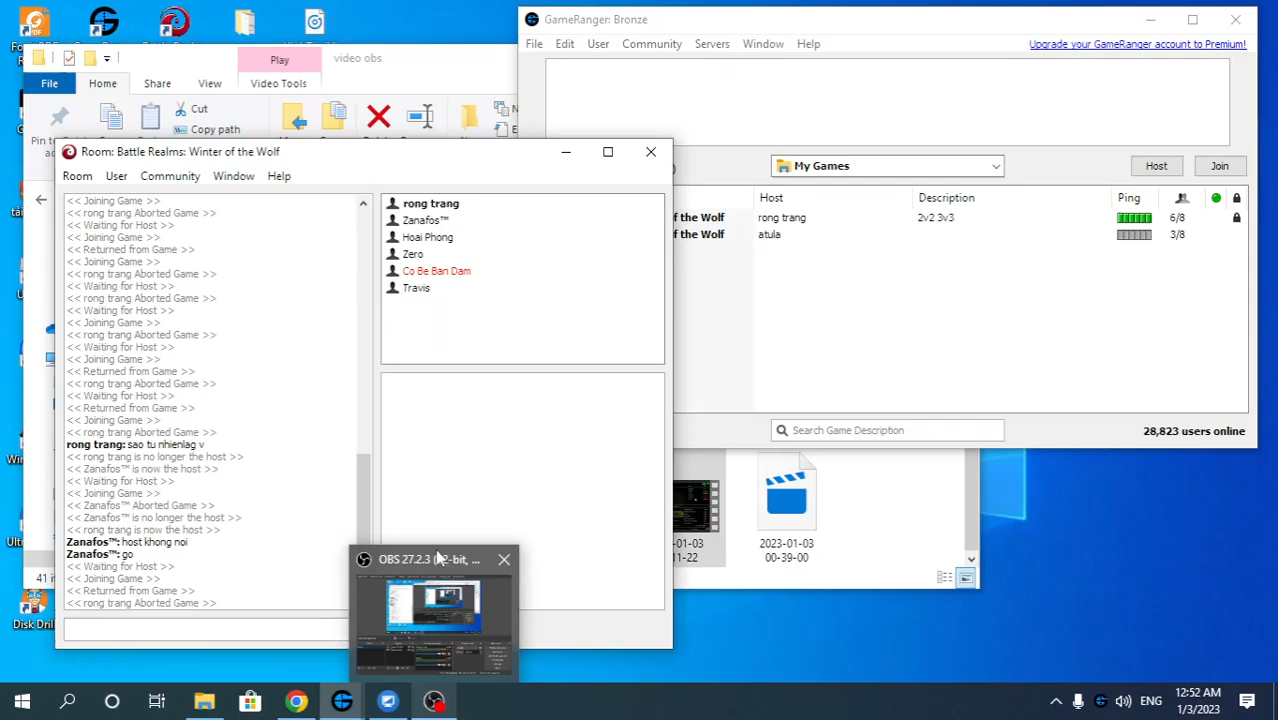 GameRanger: Bronze
File Edit User Community Servers Window Help
Upgrade your GameRanger account to Premium!
Play
video obs
File Home Share View Video Tools
Cut
Copy path
Pin to
My Games
Host Join
Host Description Ping
f the Wolf rong trang 2v2 3v3 6/8
f the Wolf atula 3/8
Search Game Description
28,823 users online
Room: Battle Realms: Winter of the Wolf
Room User Community Window Help
<< Joining Game >>
<< rong trang Aborted Game >>
<< Waiting for Host >>
<< Joining Game >>
<< Returned from Game >>
<< Joining Game >>
<< rong trang Aborted Game >>
<< Waiting for Host >>
<< rong trang Aborted Game >>
<< Waiting for Host >>
<< Joining Game >>
<< rong trang Aborted Game >>
<< Waiting for Host >>
<< Joining Game >>
<< Returned from Game >>
<< rong trang Aborted Game >>
<< Waiting for Host >>
<< Returned from Game >>
<< Joining Game >>
<< rong trang Aborted Game >>
rong trang: sao tu nhienlag v
<< rong trang is no longer the host >>
<< Zanafos™ is now the host >>
<< Waiting for Host >>
<< Joining Game >>
<< Zanafos™ Aborted Game >>
<< Zanafos™ is no longer the host >>
<< rong trang is now the host >>
Zanafos™: host khong noi
Zanafos™: go
<< Waiting for Host >>
<< Joining Game >>
<< Returned from Game >>
<< rong trang Aborted Game >>
rong trang
Zanafos™
Hoai Phong
Zero
Co Be Ban Dam
Travis
-01-03
11-22
2023-01-03
00-39-00
41 i
Disk Dril
OBS 27.2.3
12:52 AM
ENG
1/3/2023